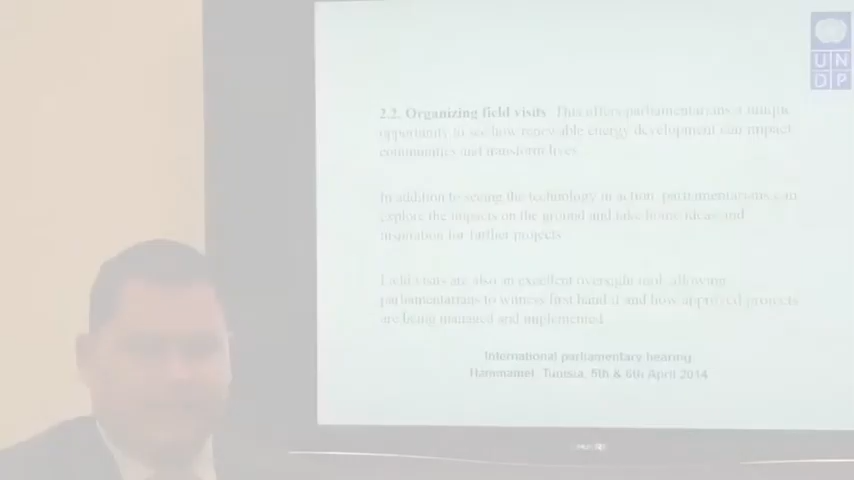 UN
DP
2.2. Organizing field visits. This offers parliamentarians a unique
opportunity to see how renewable energy development can impact
communities and transform lives.
In addition to seeing the technology in action, parliamentarians can
explore the impacts on the ground and take home ideas and
inspiration for further projects.
Field visits are also an excellent oversight tool, allowing
parliamentarians to witness first hand if and how approved projects
are being managed and implemented.
International parliamentary hearing
Hammamet, Tunisia, 5th & 6th April 2014